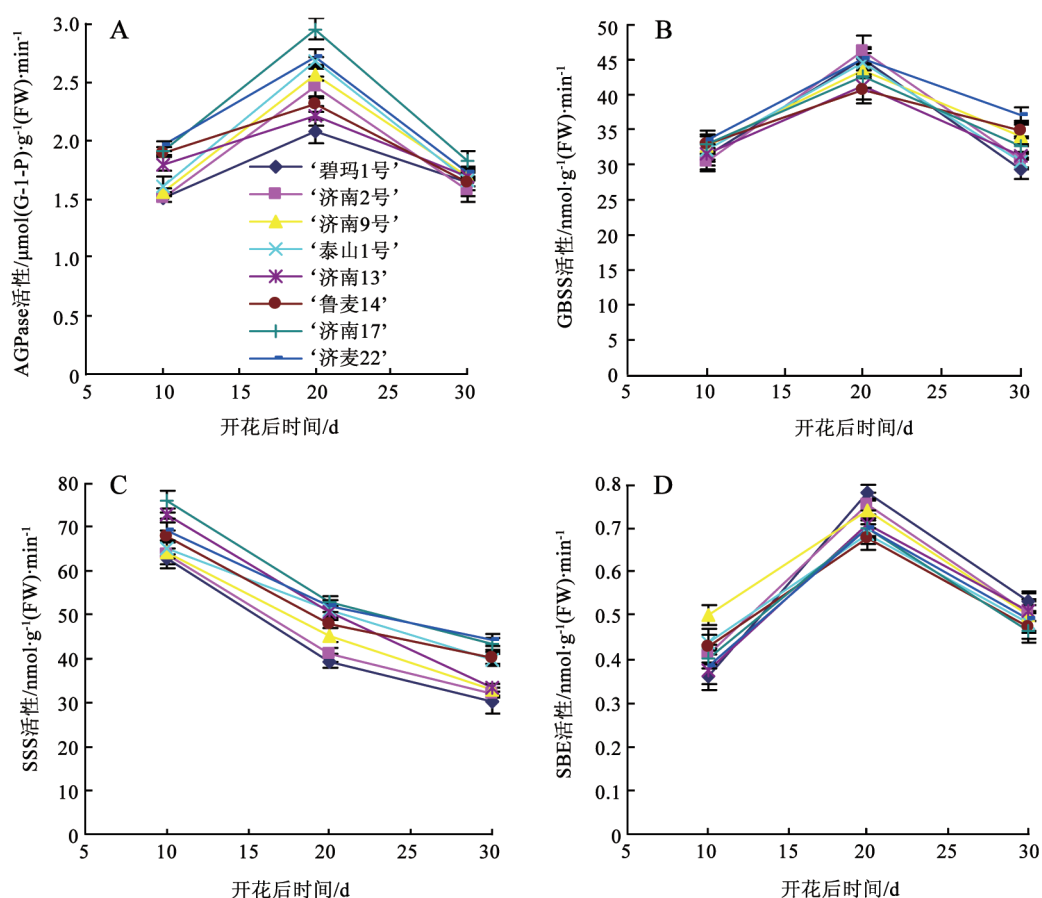 A
AGPase活性/μmol(G-1-P)·g⁻¹(FW)·min⁻¹
3.0
2.5
2.0
1.5
1.0
0.5
0
5 10 15 20 25 30
开花后时间/d
‘碧玛1号’
‘济南2号’
‘济南9号’
‘泰山1号’
‘济南13’
‘鲁麦14’
‘济南17’
‘济麦22’
B
GBSS活性/nmol·g⁻¹(FW)·min⁻¹
50
45
40
35
30
25
20
15
10
5
0
5 10 15 20 25 30
开花后时间/d
C
SSS活性/nmol·g⁻¹(FW)·min⁻¹
80
70
60
50
40
30
20
10
0
5 10 15 20 25 30
开花后时间/d
D
SBE活性/nmol·g⁻¹(FW)·min⁻¹
0.8
0.7
0.6
0.5
0.4
0.3
0.2
0.1
0
5 10 15 20 25 30
开花后时间/d